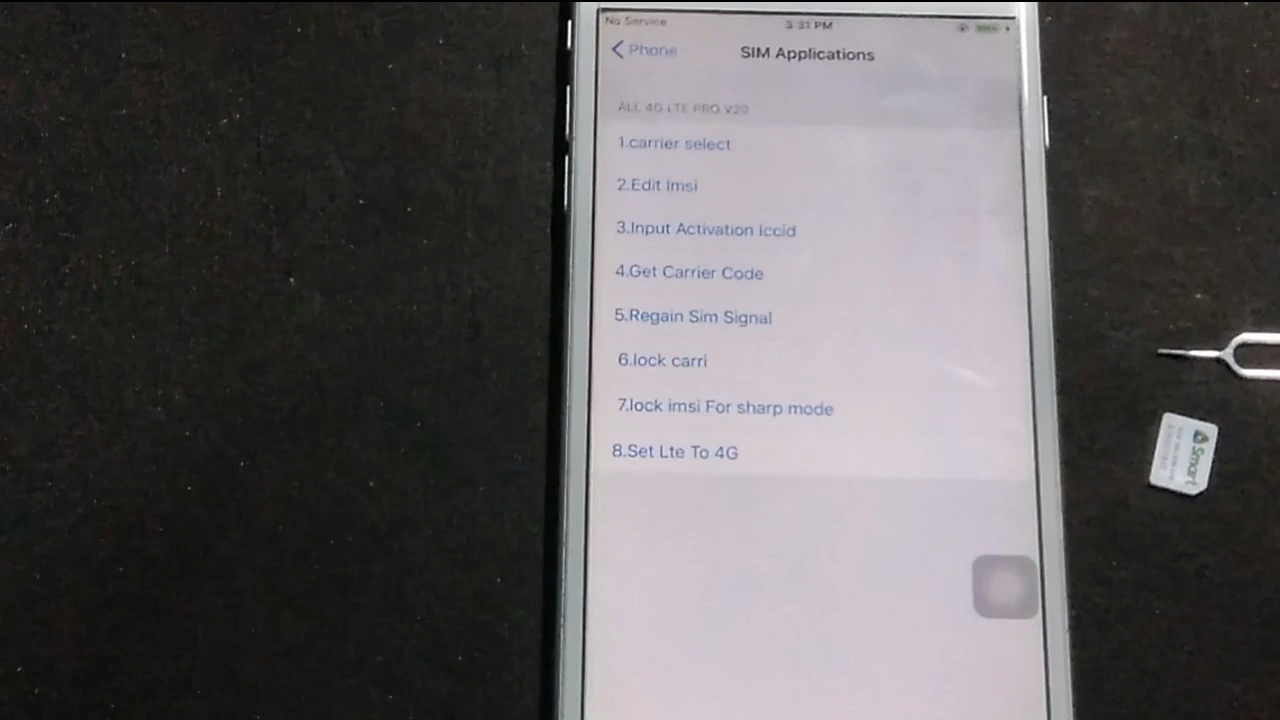 No Service
3:31 PM
Phone
SIM Applications
ALL 4G LTE PRO V20
1.carrier select
2.Edit Imsi
3.Input Activation Iccid
4.Get Carrier Code
5.Regain Sim Signal
6.lock carri
7.lock imsi For sharp mode
8.Set Lte To 4G
Smart